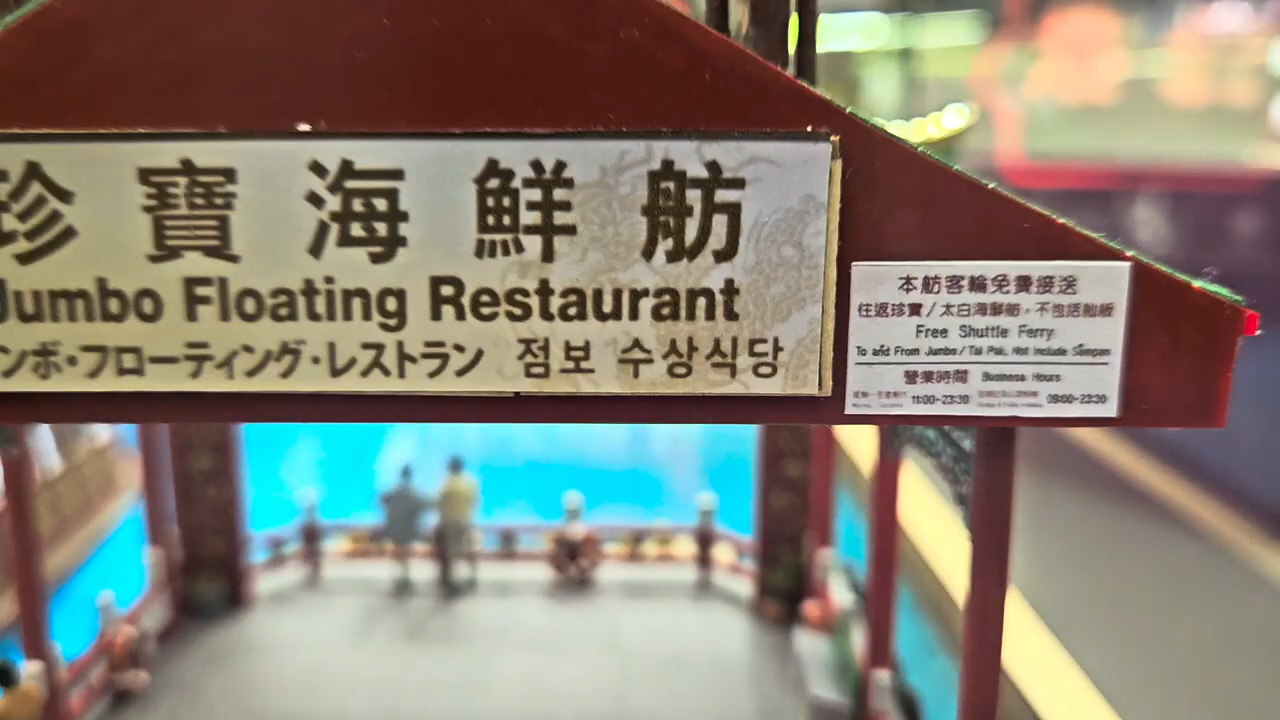 珍寶海鮮舫
Jumbo Floating Restaurant
ンボ・フローティング・レストラン 점보 수상식당
本舫客輪免費接送
往返珍寶/太白海鮮舫,不包括舢舨
Free Shuttle Ferry
To and From Jumbo/Tai Pak, Not Include Sampan
營業時間 Business Hours
11:00-23:30 09:00-23:30